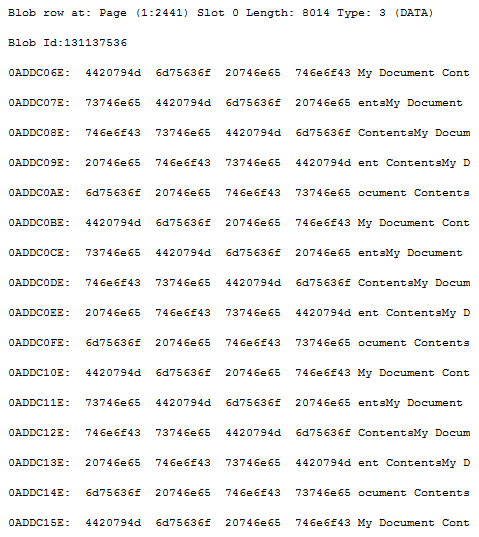 Blob row at: Page (1:2441) Slot 0 Length: 8014 Type: 3 (DATA)
Blob Id:131137536
0ADDC06E:  4420794d  6d75636f  20746e65  746e6f43 My Document Cont
0ADDC07E:  73746e65  4420794d  6d75636f  20746e65 entsMy Document
0ADDC08E:  746e6f43  73746e65  4420794d  6d75636f ContentsMy Docum
0ADDC09E:  20746e65  746e6f43  73746e65  4420794d ent ContentsMy D
0ADDC0AE:  6d75636f  20746e65  746e6f43  73746e65 ocument Contents
0ADDC0BE:  4420794d  6d75636f  20746e65  746e6f43 My Document Cont
0ADDC0CE:  73746e65  4420794d  6d75636f  20746e65 entsMy Document
0ADDC0DE:  746e6f43  73746e65  4420794d  6d75636f ContentsMy Docum
0ADDC0EE:  20746e65  746e6f43  73746e65  4420794d ent ContentsMy D
0ADDC0FE:  6d75636f  20746e65  746e6f43  73746e65 ocument Contents
0ADDC10E:  4420794d  6d75636f  20746e65  746e6f43 My Document Cont
0ADDC11E:  73746e65  4420794d  6d75636f  20746e65 entsMy Document
0ADDC12E:  746e6f43  73746e65  4420794d  6d75636f ContentsMy Docum
0ADDC13E:  20746e65  746e6f43  73746e65  4420794d ent ContentsMy D
0ADDC14E:  6d75636f  20746e65  746e6f43  73746e65 ocument Contents
0ADDC15E:  4420794d  6d75636f  20746e65  746e6f43 My Document Cont